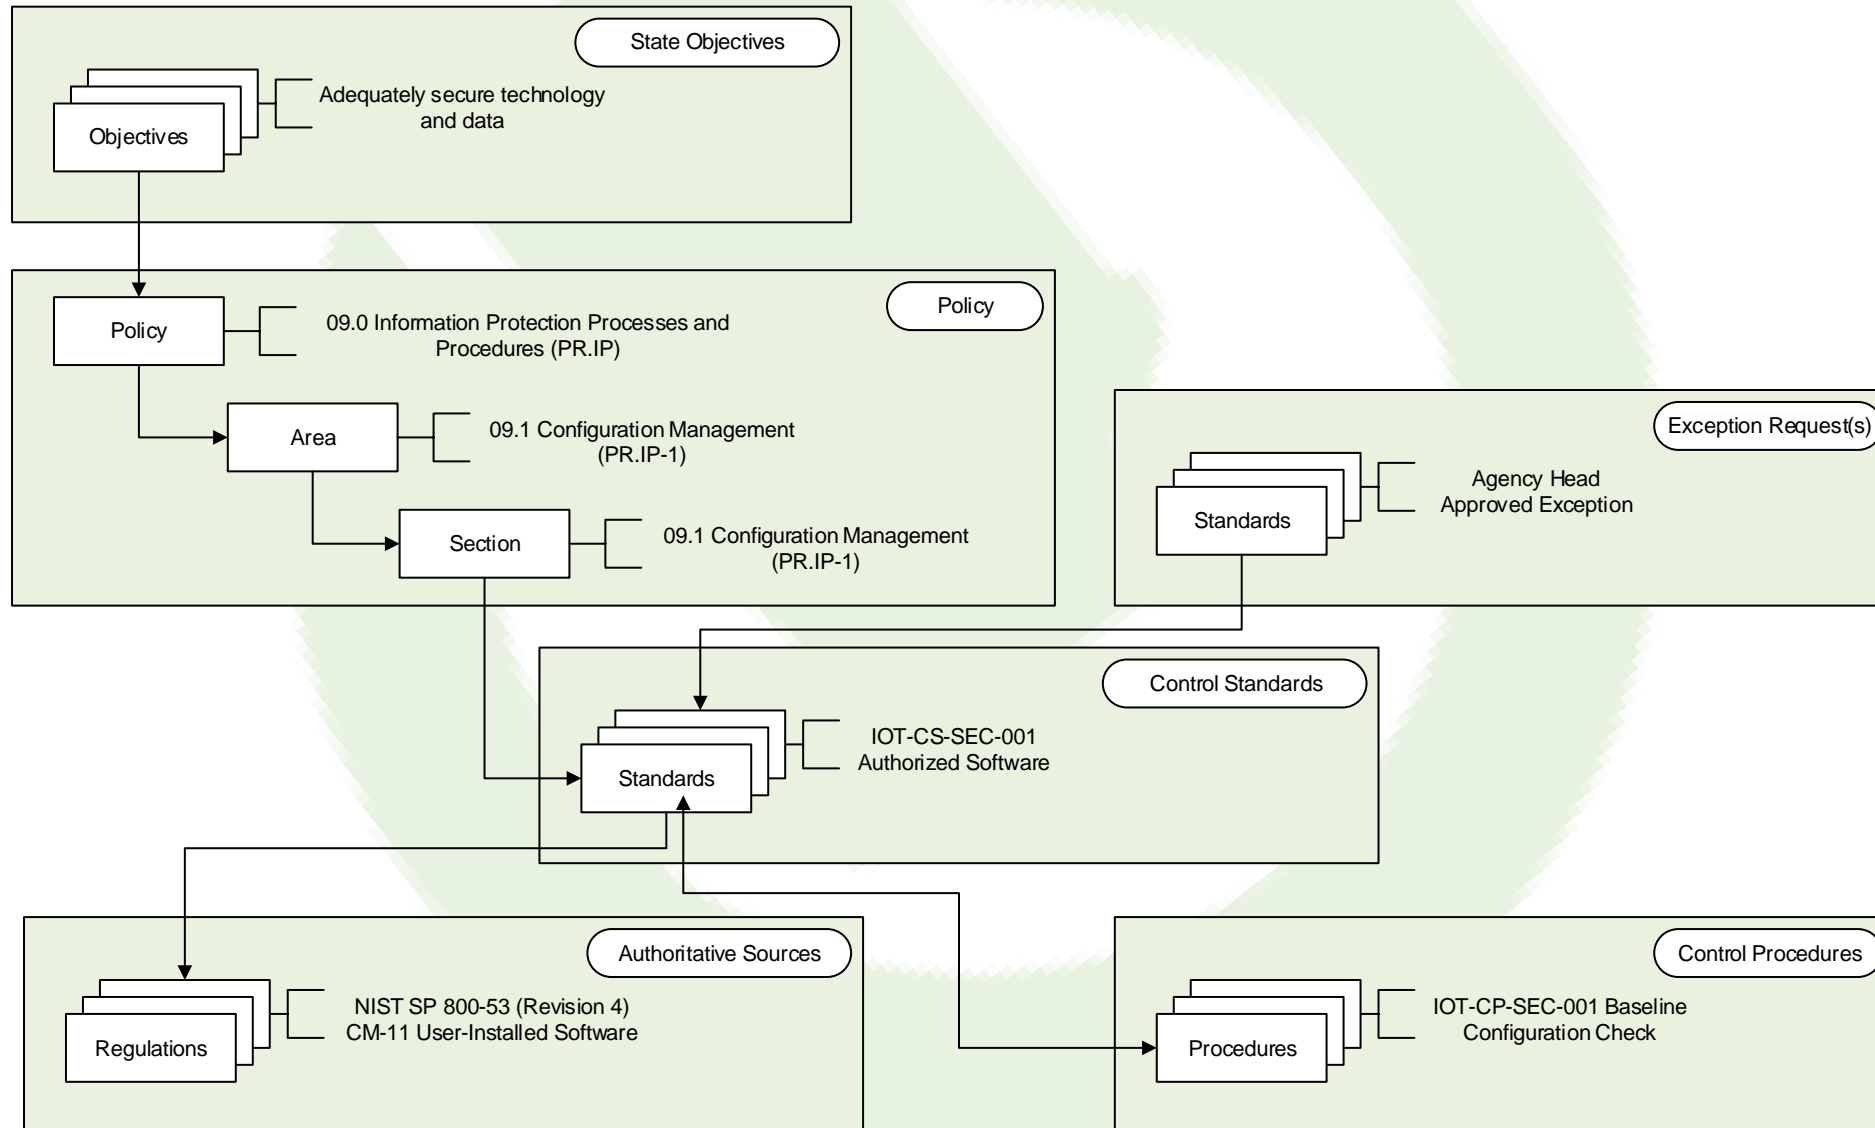 State Objectives
Adequately secure technology
and data
Objectives
Policy
Policy
09.0 Information Protection Processes and
Procedures (PR.IP)
Area
09.1 Configuration Management
(PR.IP-1)
Section
09.1 Configuration Management
(PR.IP-1)
Exception Request(s)
Standards
Agency Head
Approved Exception
Control Standards
Standards
IOT-CS-SEC-001
Authorized Software
Authoritative Sources
Regulations
NIST SP 800-53 (Revision 4)
CM-11 User-Installed Software
Control Procedures
Procedures
IOT-CP-SEC-001 Baseline
Configuration Check